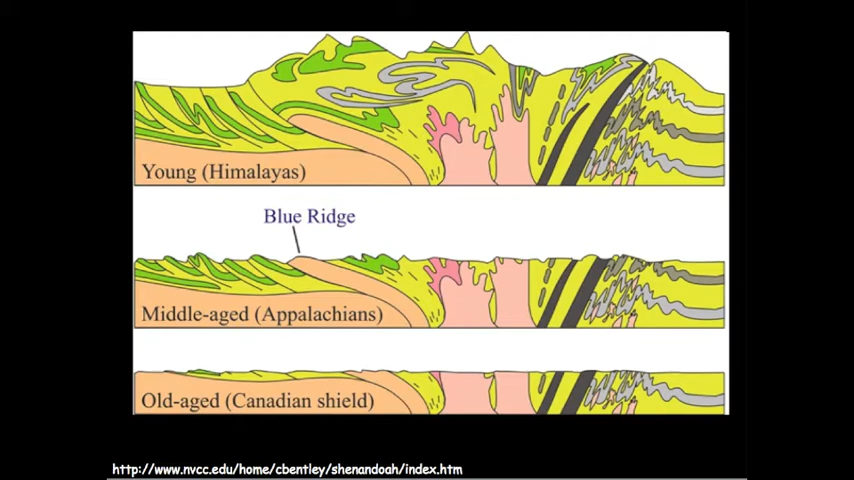 Young (Himalayas)
Blue Ridge
Middle-aged (Appalachians)
Old-aged (Canadian shield)
http://www.nvcc.edu/home/cbentley/shenandoah/index.htm